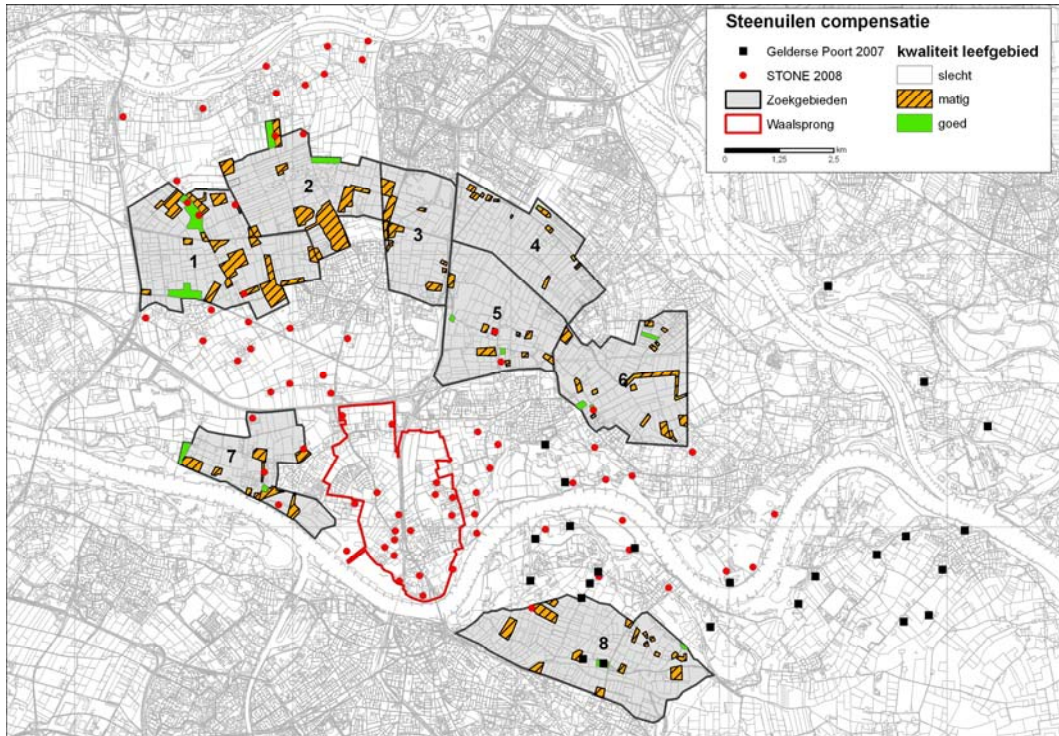 Steenuilen compensatie
Gelderse Poort 2007
STONE 2008
Zoekgebieden
Waalsprong
kwaliteit leefgebied
slecht
matig
goed
km
0 1,25 2,5
2
1
3
4
5
6
7
8